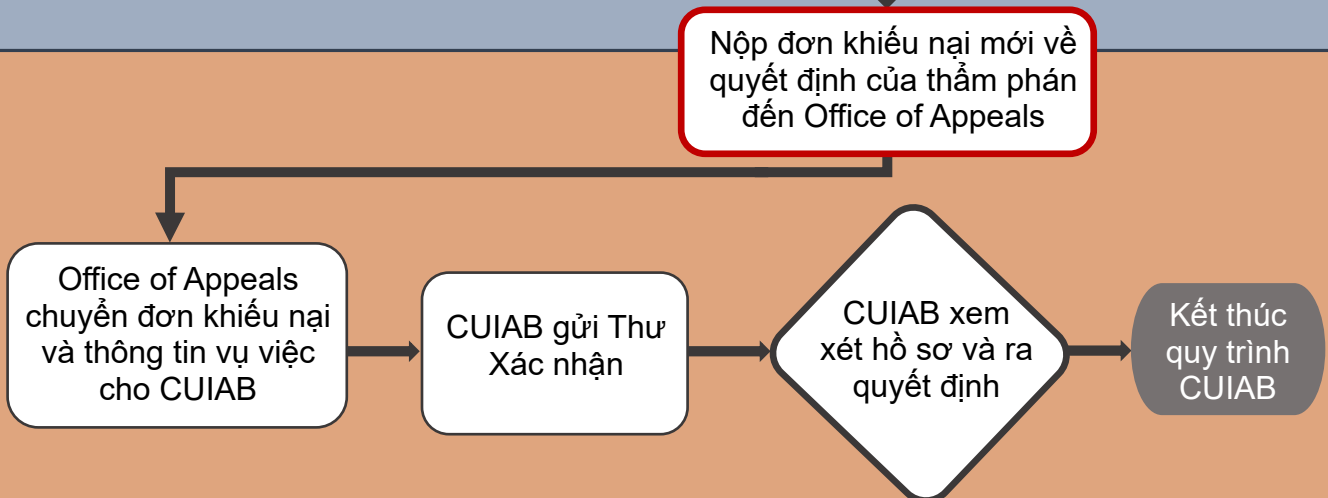 Nộp đơn khiếu nại mới về
quyết định của thẩm phán
đến Office of Appeals
Office of Appeals
chuyển đơn khiếu nại
và thông tin vụ việc
cho CUIAB
CUIAB gửi Thư
Xác nhận
CUIAB xem
xét hồ sơ và ra
quyết định
Kết thúc
quy trình
CUIAB